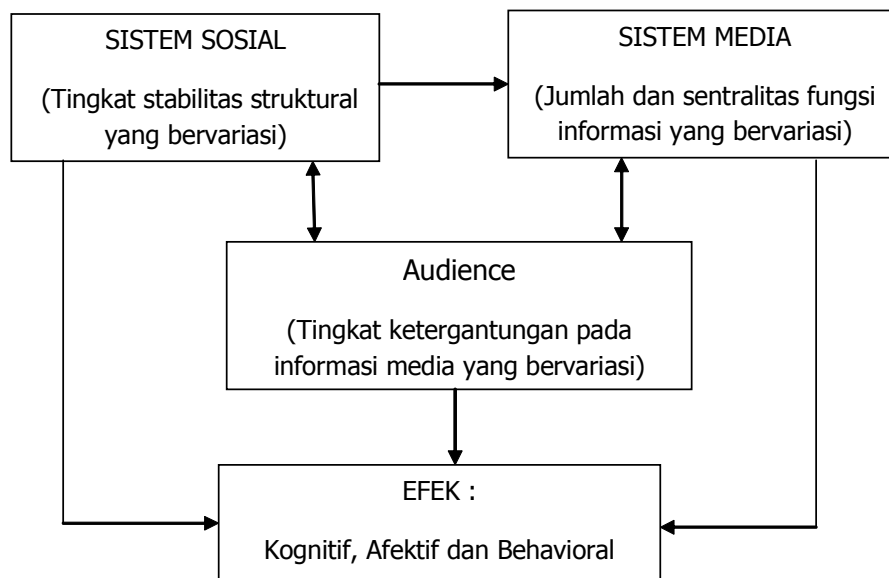 SISTEM SOSIAL
(Tingkat stabilitas struktural
yang bervariasi)
SISTEM MEDIA
(Jumlah dan sentralitas fungsi
informasi yang bervariasi)
Audience
(Tingkat ketergantungan pada
informasi media yang bervariasi)
EFEK :
Kognitif, Afektif dan Behavioral